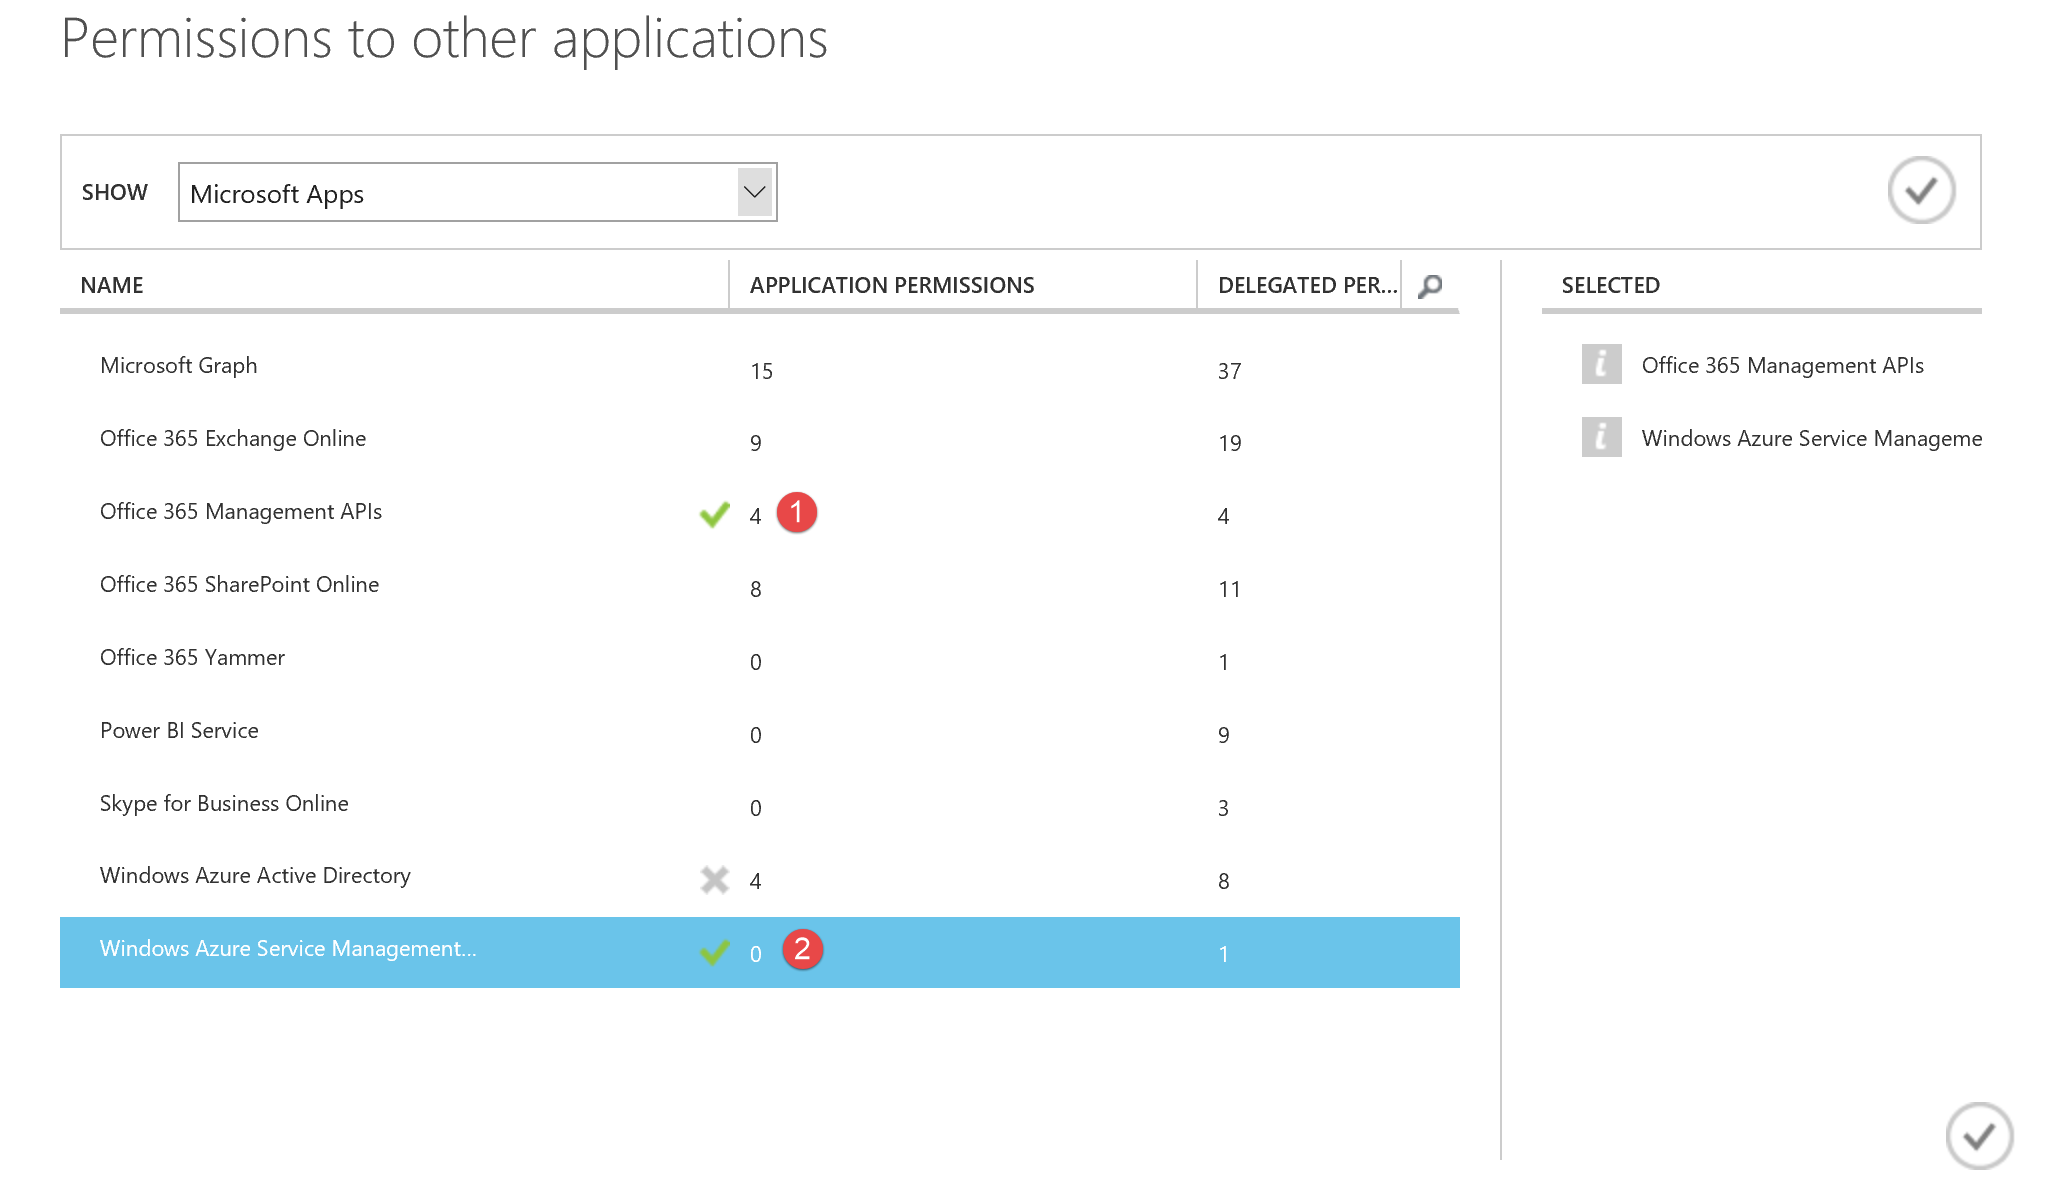 Permissions to other applications
SHOW Microsoft Apps
NAME APPLICATION PERMISSIONS DELEGATED PER... SELECTED
Microsoft Graph 15 37 Office 365 Management APIs
Office 365 Exchange Online 9 19 Windows Azure Service Manageme
Office 365 Management APIs 4 1 4
Office 365 SharePoint Online 8 11
Office 365 Yammer 0 1
Power BI Service 0 9
Skype for Business Online 0 3
Windows Azure Active Directory 4 8
Windows Azure Service Management... 0 2 1